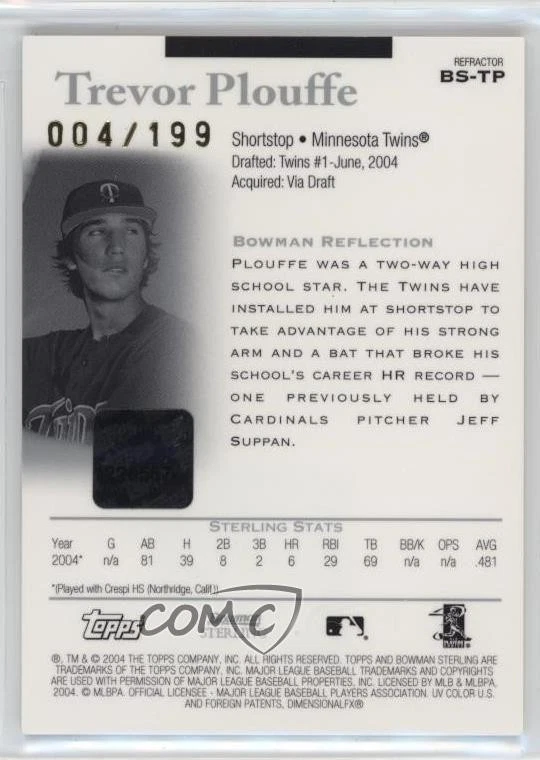 REFRACTOR
BS-TP
Trevor Plouffe
004/199
Shortstop • Minnesota Twins®
Drafted: Twins #1-June, 2004
Acquired: Via Draft
BOWMAN REFLECTION
PLOUFFE WAS A TWO-WAY HIGH
SCHOOL STAR. THE TWINS HAVE
INSTALLED HIM AT SHORTSTOP TO
TAKE ADVANTAGE OF HIS STRONG
ARM AND A BAT THAT BROKE HIS
SCHOOL'S CAREER HR RECORD —
ONE PREVIOUSLY HELD BY
CARDINALS PITCHER JEFF
SUPPAN.
STERLING STATS
Year G AB H 2B 3B HR RBI TB BB/K OPS AVG
2004* n/a 81 39 8 2 6 29 69 n/a n/a .481
*(Played with Crespi HS (Northridge, Calif.))
Topps
COMC
BOWMAN
STERLING
®, TM & © 2004 THE TOPPS COMPANY, INC. ALL RIGHTS RESERVED. TOPPS AND BOWMAN STERLING ARE
TRADEMARKS OF THE TOPPS COMPANY, INC. MAJOR LEAGUE BASEBALL TRADEMARKS AND COPYRIGHTS
ARE USED WITH PERMISSION OF MAJOR LEAGUE BASEBALL PROPERTIES, INC. LICENSED BY MLB & MLBPA,
2004. © MLBPA. OFFICIAL LICENSEE - MAJOR LEAGUE BASEBALL PLAYERS ASSOCIATION. UV COLOR U.S.
AND FOREIGN PATENTS, DIMENSIONALFX®